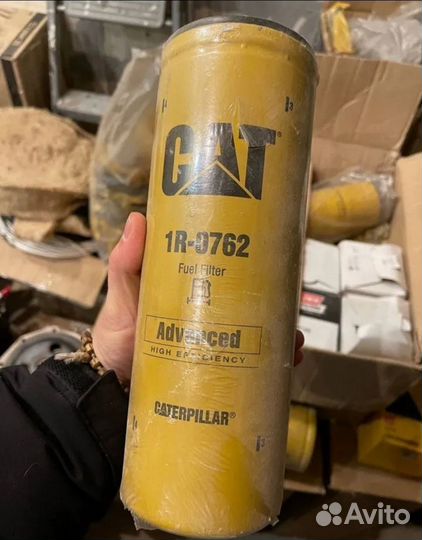 CAT®
1R-0762
Fuel Filter
Advanced
HIGH EFFICIENCY
CATERPILLAR®
Avito